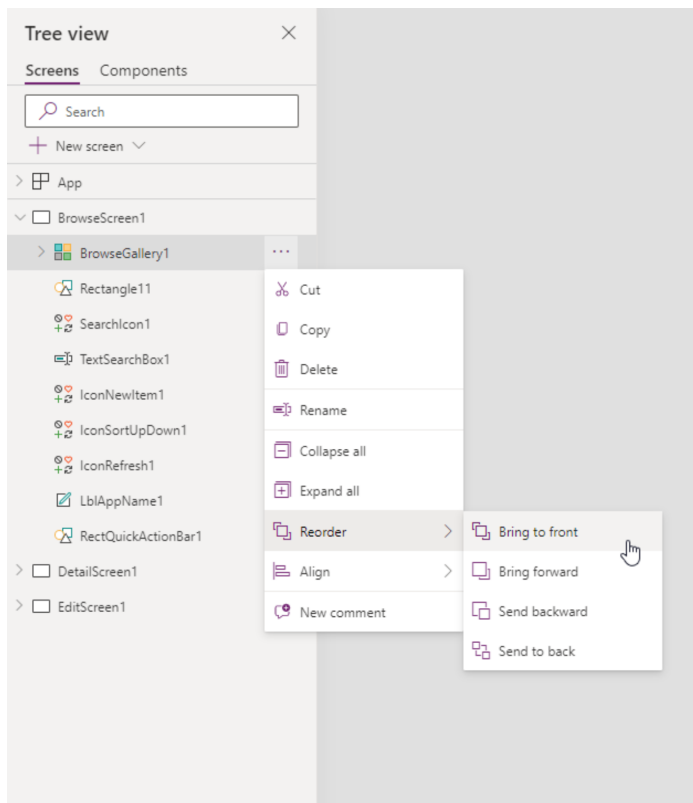 Tree view
Screens Components
Search
New screen
App
BrowseScreen1
BrowseGallery1
Rectangle11
SearchIcon1
TextSearchBox1
IconNewItem1
IconSortUpDown1
IconRefresh1
LblAppName1
RectQuickActionBar1
DetailScreen1
EditScreen1
Cut
Copy
Delete
Rename
Collapse all
Expand all
Reorder
Align
New comment
Bring to front
Bring forward
Send backward
Send to back